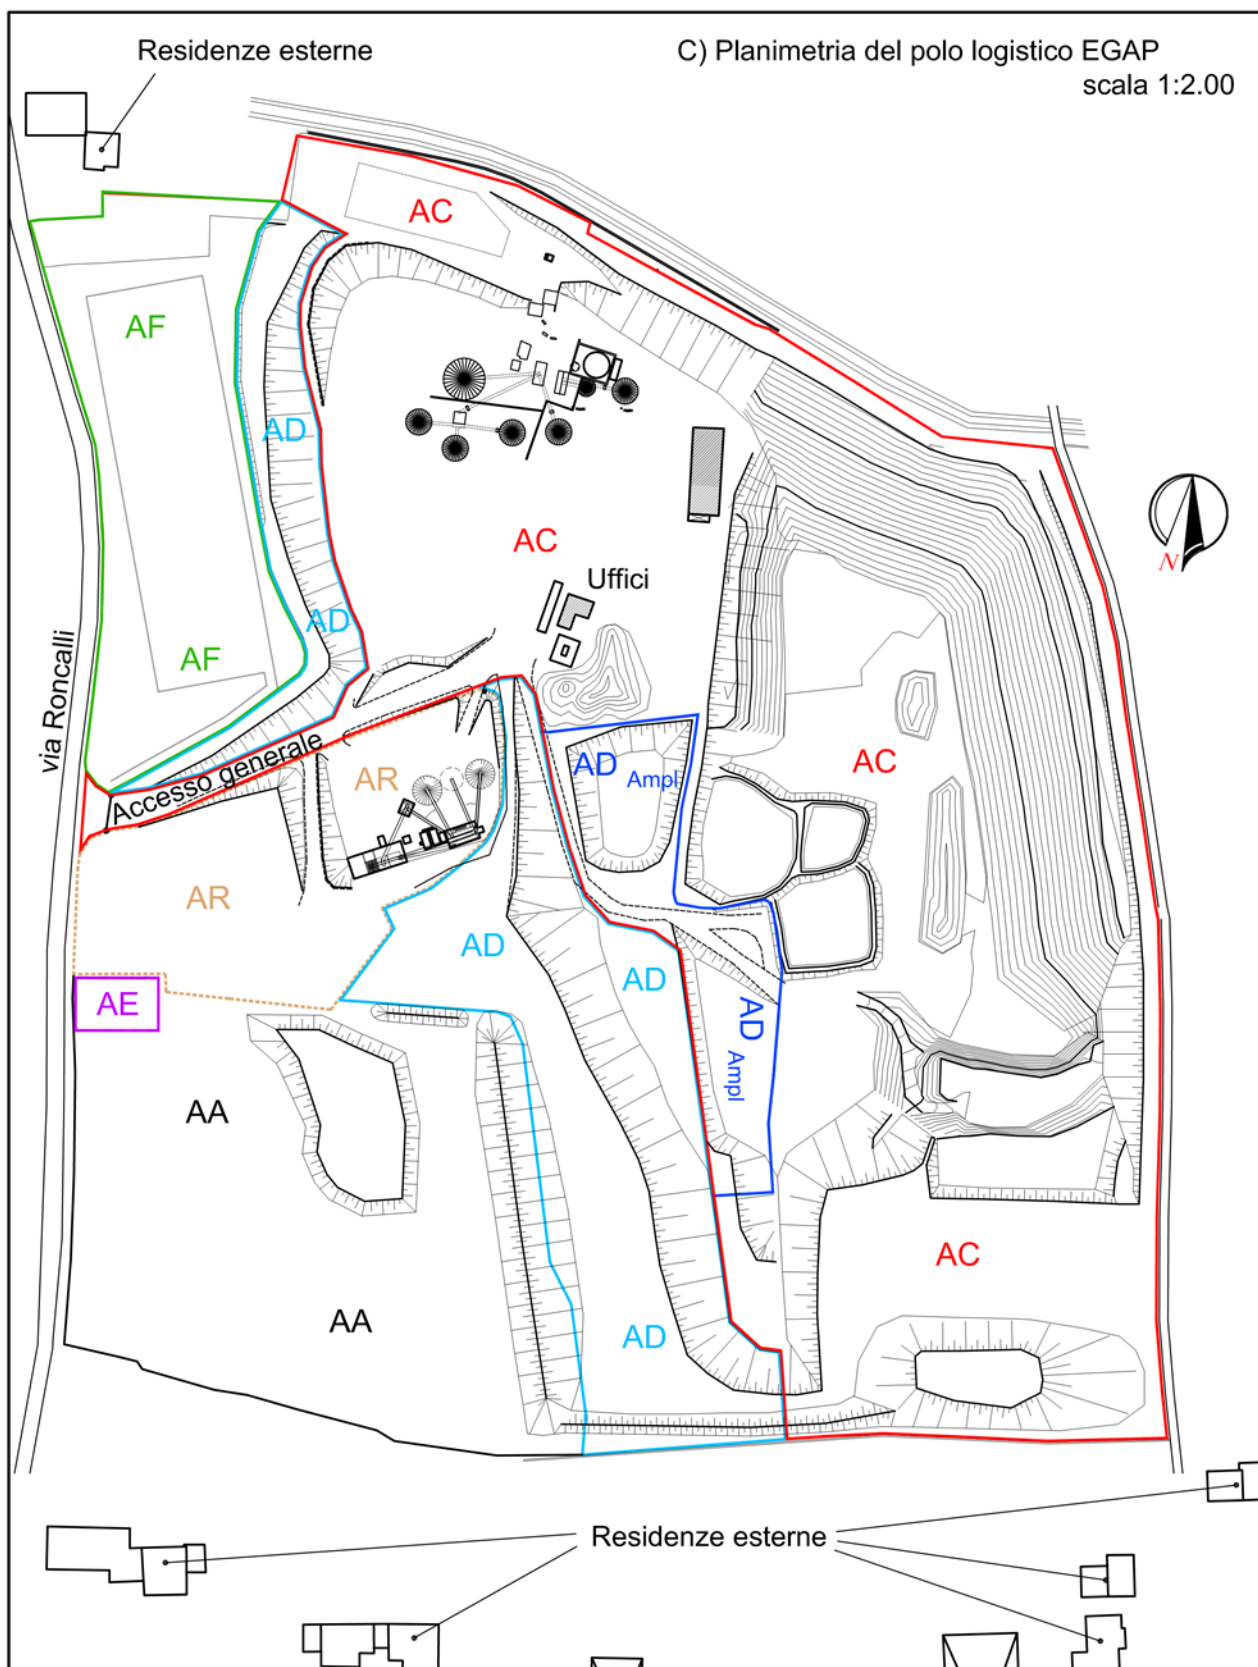 Residenze esterne
C) Planimetria del polo logistico EGAP
scala 1:2.00
AC
AF
AD
AC
N
Uffici
AD
AF
via Roncalli
Accesso generale
AD
Ampl
AC
AR
AR
AD
AD
AE
AD
Ampl
AA
AC
AA
AD
Residenze esterne